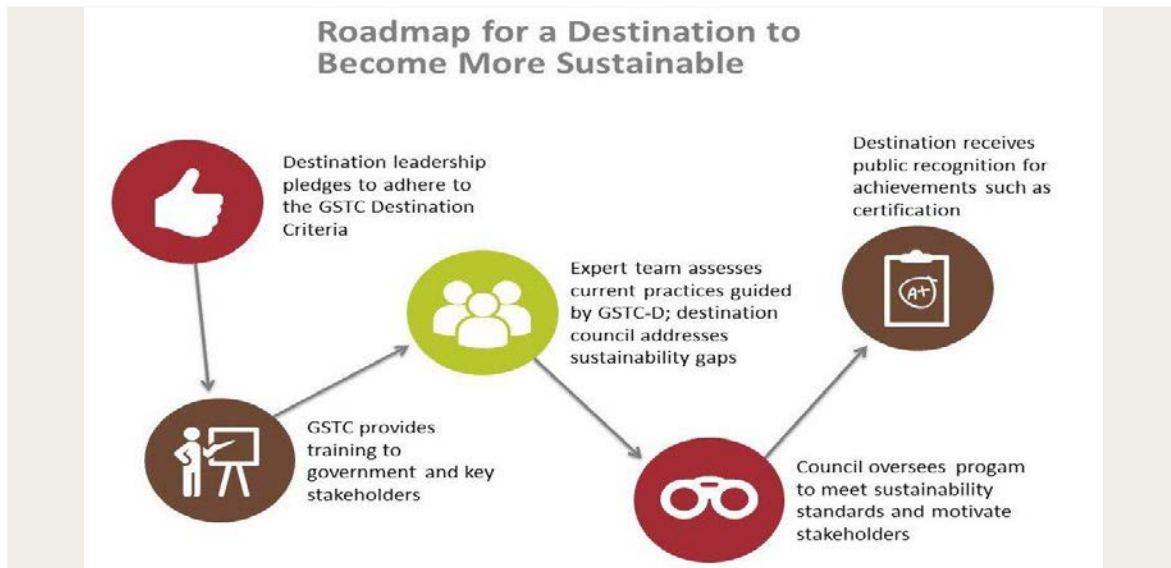 Roadmap for a Destination to
Become More Sustainable
Destination leadership
pledges to adhere to
the GSTC Destination
Criteria
GSTC provides
training to
government and key
stakeholders
Expert team assesses
current practices guided
by GSTC-D; destination
council addresses
sustainability gaps
Council oversees progam
to meet sustainability
standards and motivate
stakeholders
Destination receives
public recognition for
achievements such as
certification
A+